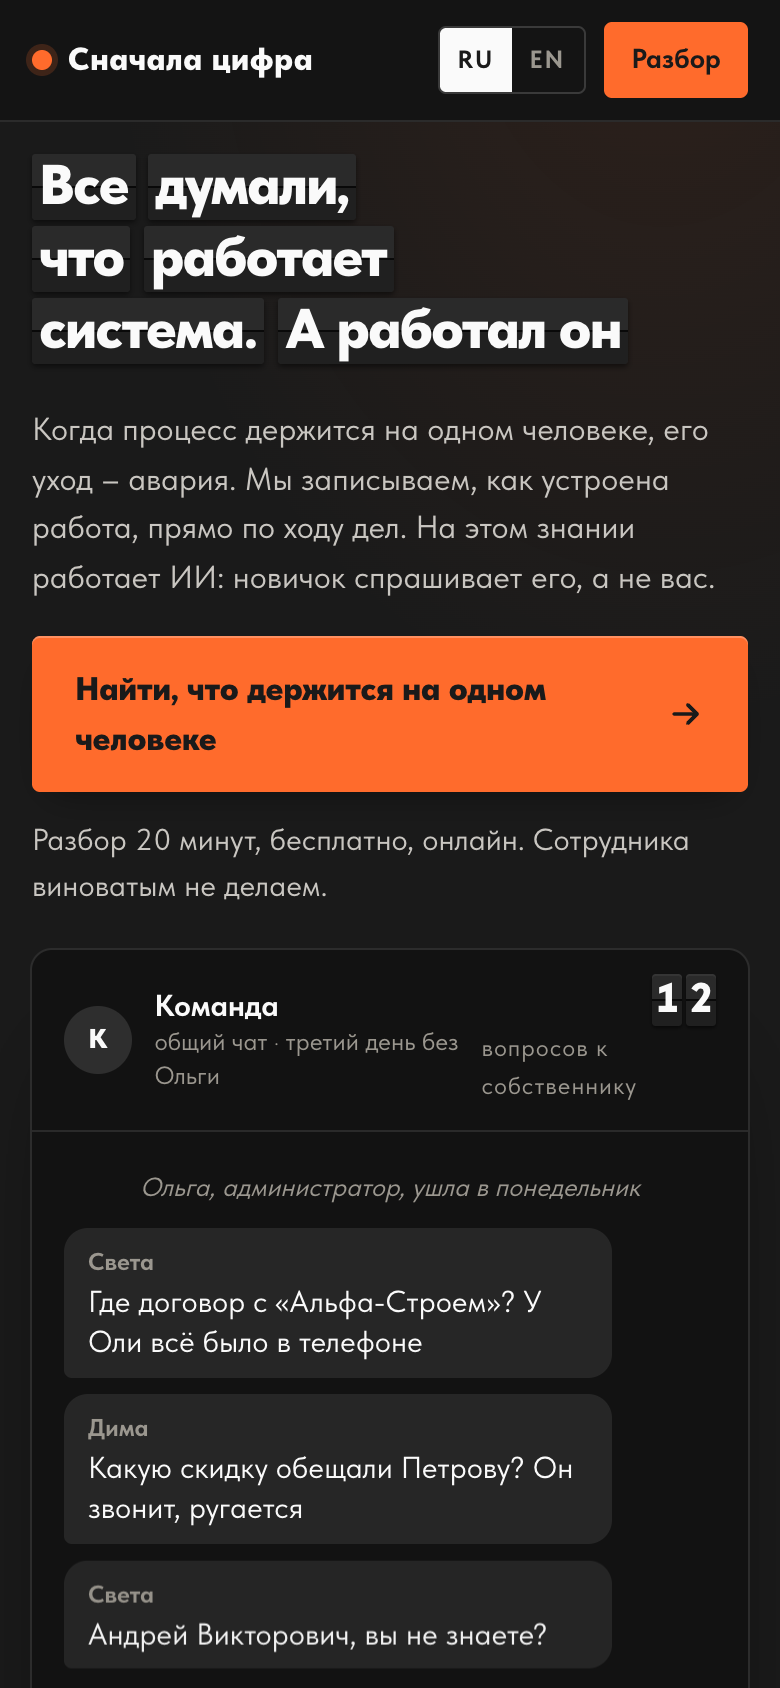 Сначала цифра
RU EN
Разбор
Все думали,
что работает
система. А работал он
Когда процесс держится на одном человеке, его
уход – авария. Мы записываем, как устроена
работа, прямо по ходу дел. На этом знании
работает ИИ: новичок спрашивает его, а не вас.
Найти, что держится на одном
человеке
→
Разбор 20 минут, бесплатно, онлайн. Сотрудника
виноватым не делаем.
К
Команда
общий чат · третий день без
Ольги
12
вопросов к
собственнику
Ольга, администратор, ушла в понедельник
Света
Где договор с «Альфа-Строем»? У
Оли всё было в телефоне
Дима
Какую скидку обещали Петрову? Он
звонит, ругается
Света
Андрей Викторович, вы не знаете?